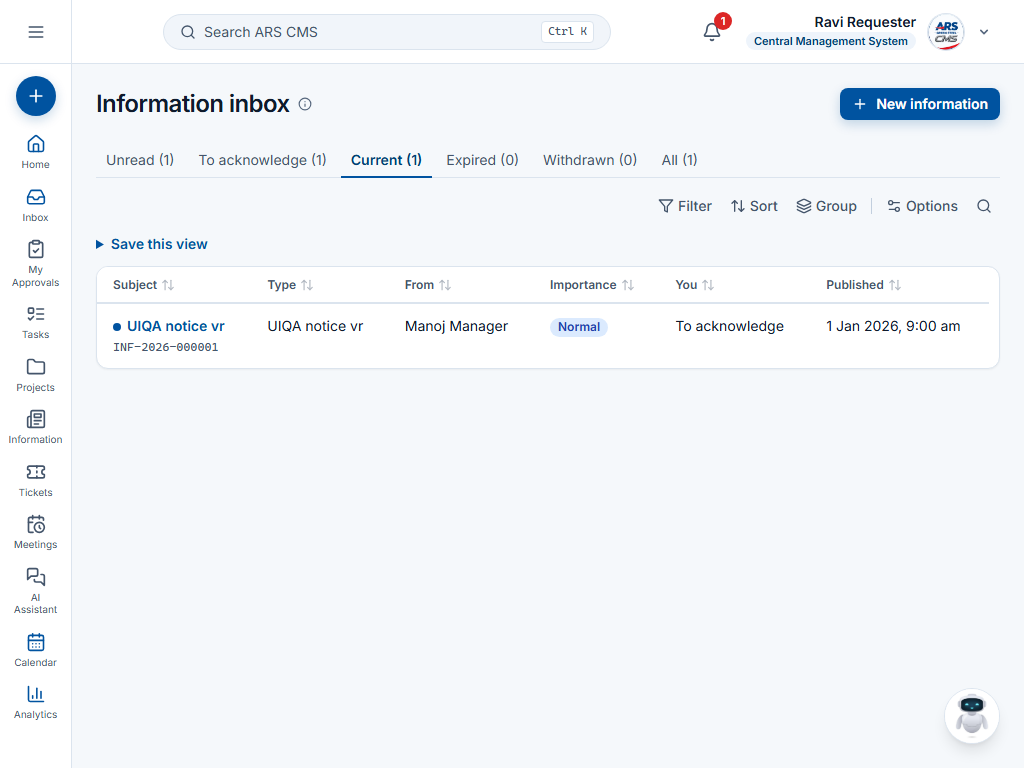 Search ARS CMS
Ctrl K
1
Ravi Requester
Central Management System
ARS
CMS
Home
Inbox
My
Approvals
Tasks
Projects
Information
Tickets
Meetings
AI
Assistant
Calendar
Analytics
Information inbox
New information
Unread (1)
To acknowledge (1)
Current (1)
Expired (0)
Withdrawn (0)
All (1)
Filter
Sort
Group
Options
Save this view
Subject Type From Importance You Published
UIQA notice vr UIQA notice vr Manoj Manager Normal To acknowledge 1 Jan 2026, 9:00 am
INF-2026-000001